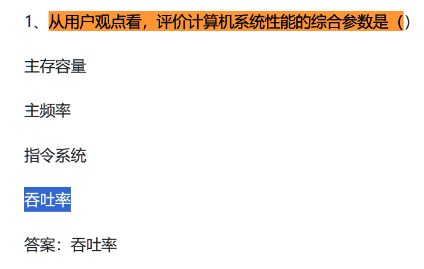 1、从用户观点看，评价计算机系统性能的综合参数是（）
主存容量
主频率
指令系统
吞吐率
答案：吞吐率